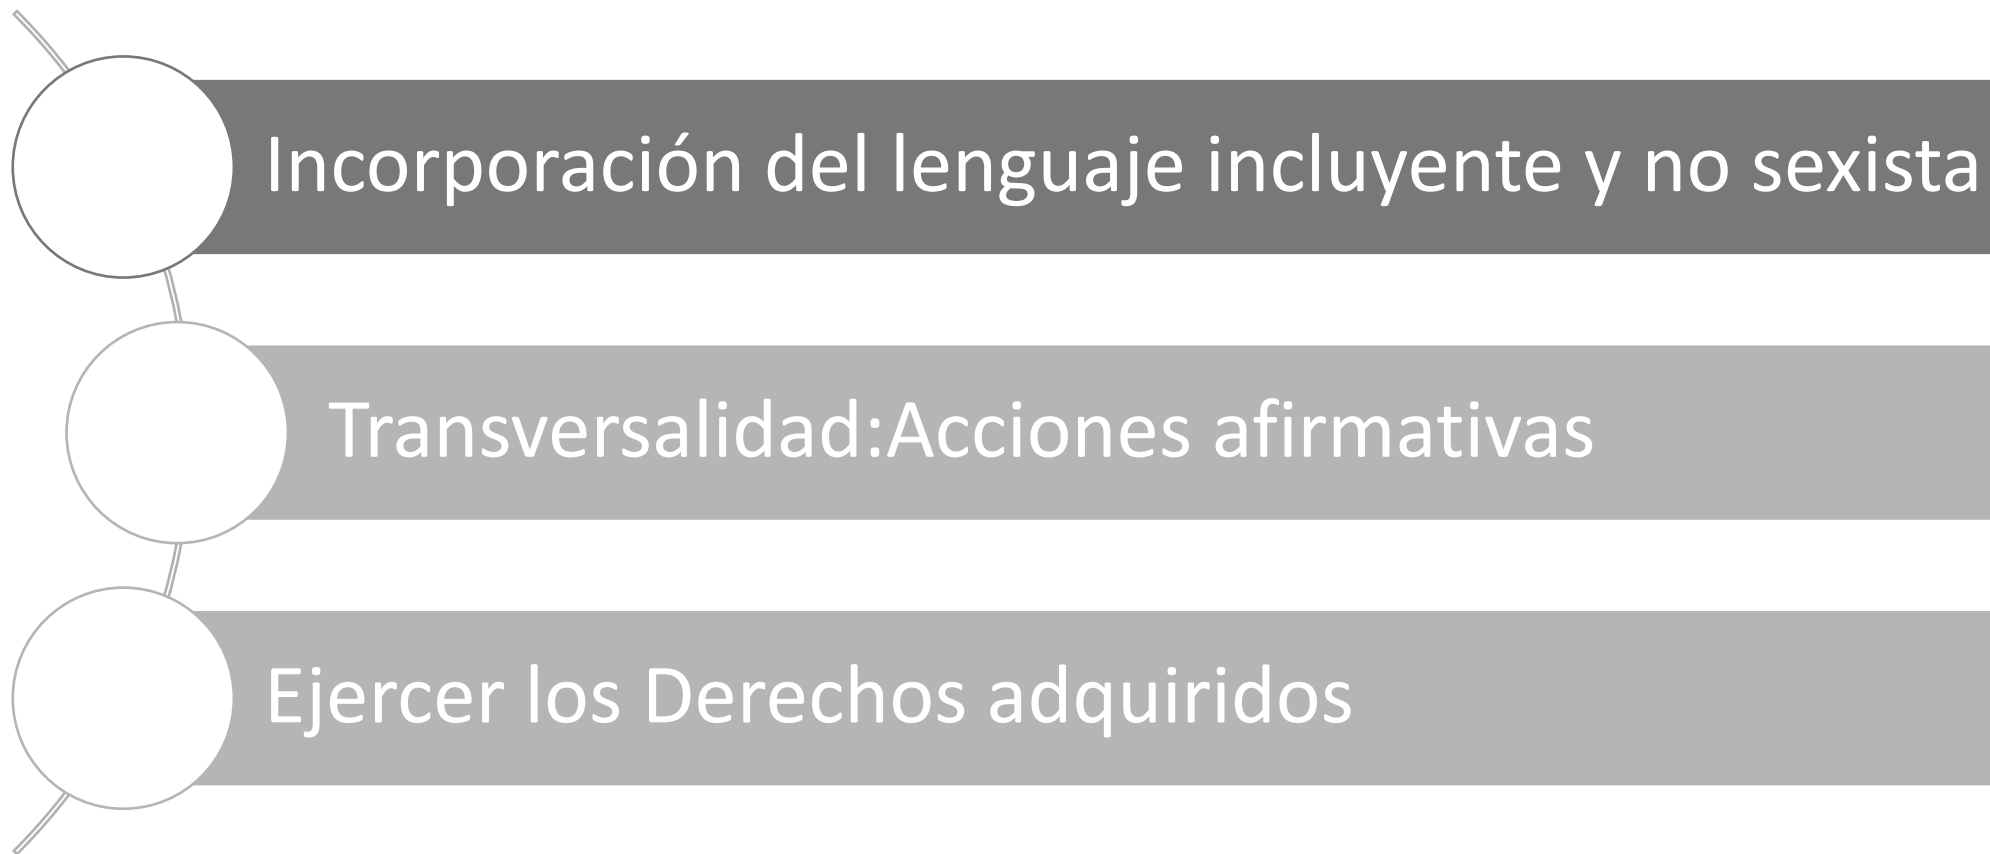 Incorporación del lenguaje incluyente y no sexista
Transversalidad:Acciones afirmativas
Ejercer los Derechos adquiridos